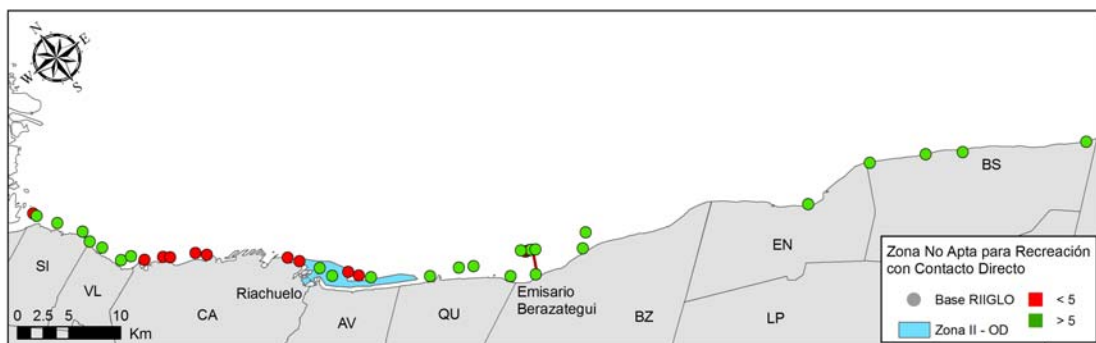 N
E
W
S
BS
EN
SI
VL
Riachuelo
Emisario
Berazategui
CA
AV
QU
BZ
LP
0 2.5 5 10
Km
Zona No Apta para Recreación
con Contacto Directo
Base RIIGLO
< 5
Zona II - OD
> 5